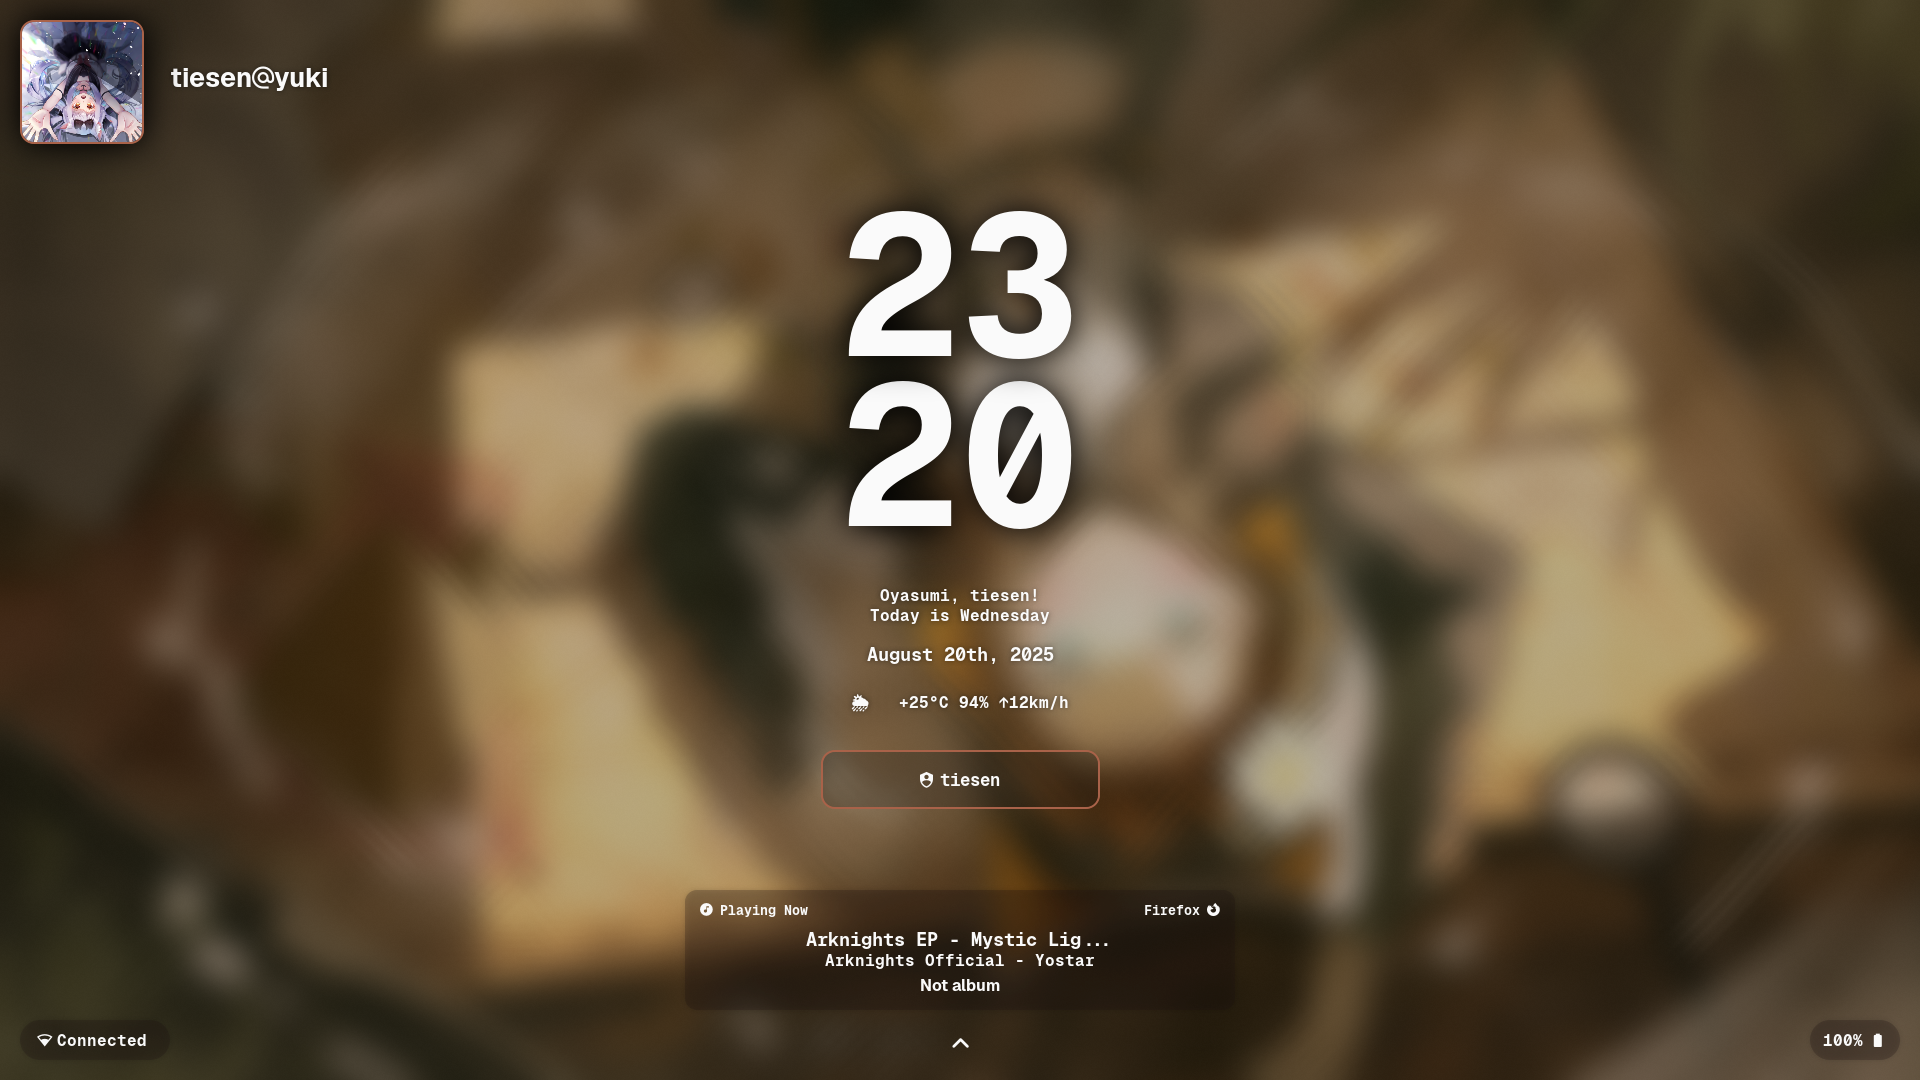 tiesen@yuki
23
20
Oyasumi, tiesen!
Today is Wednesday
August 20th, 2025
+25°C 94% ↑12km/h
tiesen
Playing Now
Firefox
Arknights EP - Mystic Lig...
Arknights Official - Yostar
Not album
Connected
100%